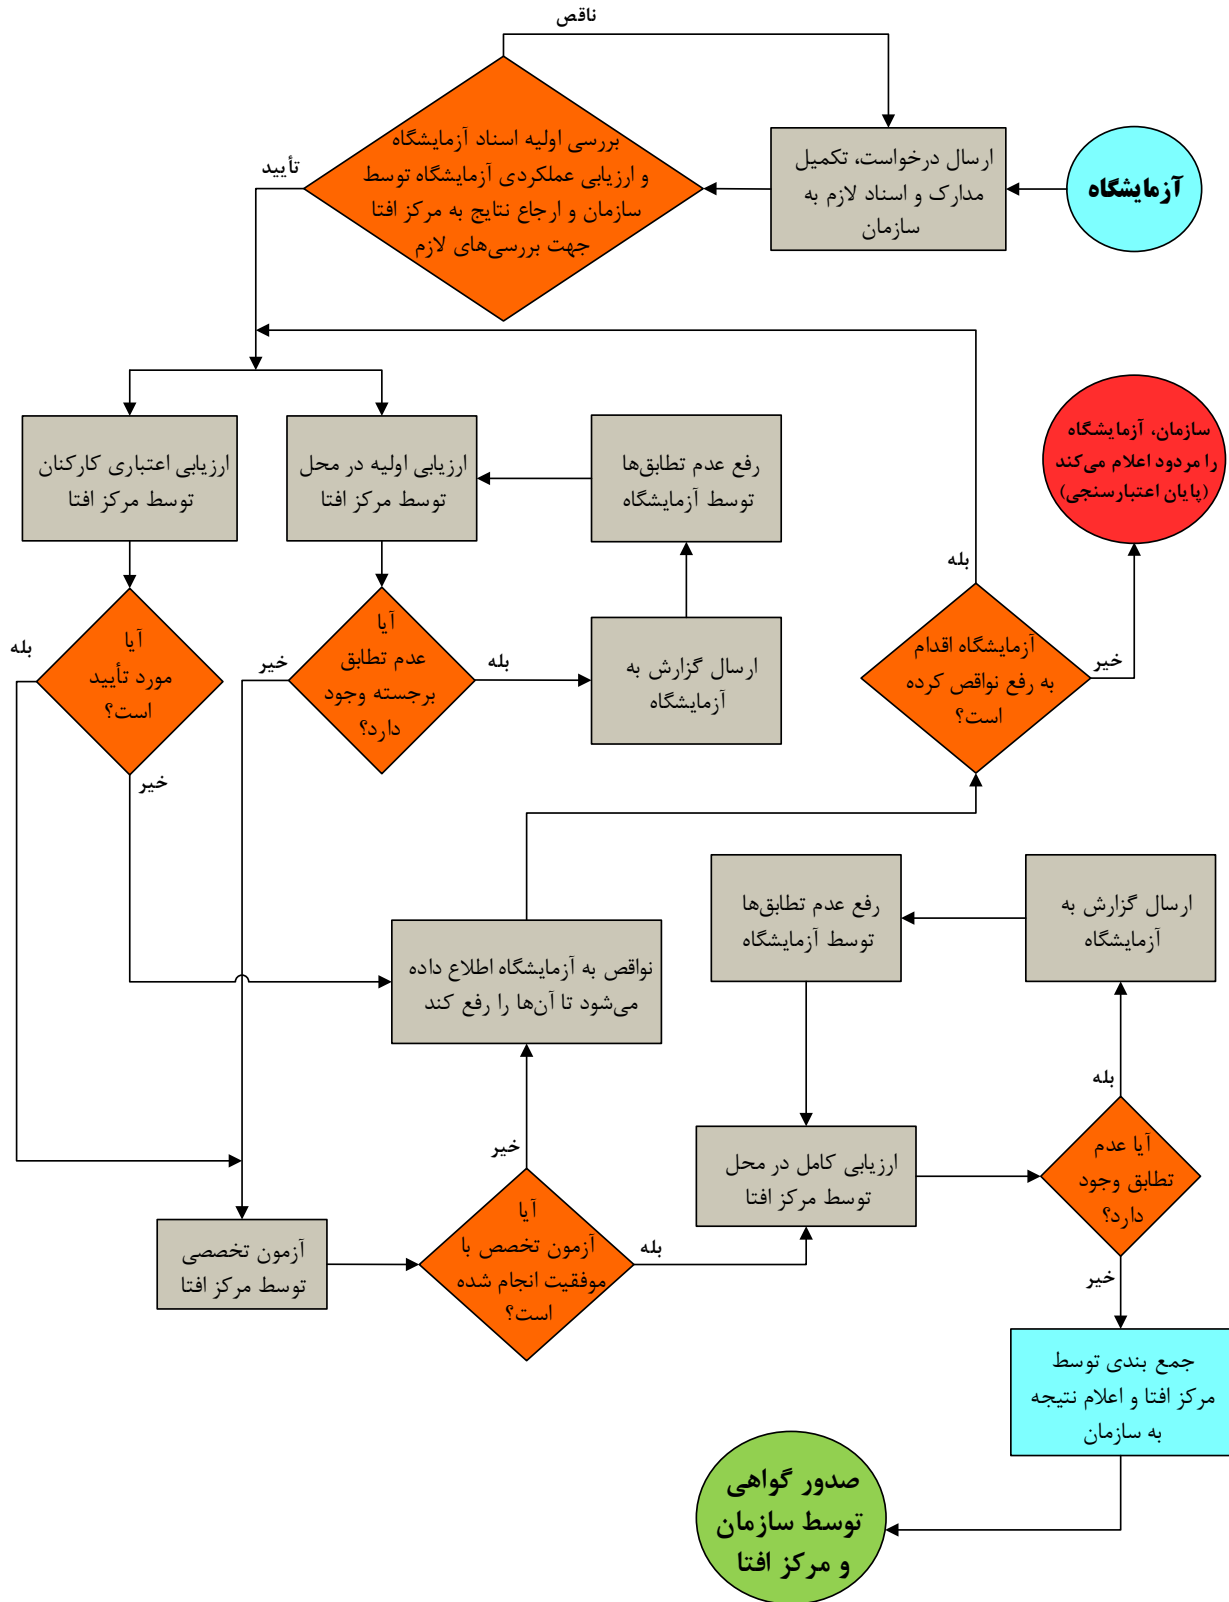 ناقص
آزمایشگاه
ارسال درخواست، تکمیل
مدارک و اسناد لازم به
سازمان
بررسی اولیه اسناد آزمایشگاه
و ارزیابی عملکردی آزمایشگاه توسط
سازمان و ارجاع نتایج به مرکز افتا
جهت بررسی‌های لازم
تأیید
سازمان، آزمایشگاه
را مردود اعلام می‌کند
(پایان اعتبارسنجی)
رفع عدم تطابق‌ها
توسط آزمایشگاه
ارزیابی اولیه در محل
توسط مرکز افتا
ارزیابی اعتباری کارکنان
توسط مرکز افتا
بله
آزمایشگاه اقدام
به رفع نواقص کرده
است؟
خیر
ارسال گزارش به
آزمایشگاه
بله
آیا
عدم تطابق
برجسته وجود
دارد؟
خیر
آیا
مورد تأیید
است؟
بله
خیر
ارسال گزارش به
آزمایشگاه
رفع عدم تطابق‌ها
توسط آزمایشگاه
نواقص به آزمایشگاه اطلاع داده
می‌شود تا آن‌ها را رفع کند
بله
آیا عدم
تطابق وجود
دارد؟
خیر
ارزیابی کامل در محل
توسط مرکز افتا
خیر
بله
آیا
آزمون تخصص با
موفقیت انجام شده
است؟
آزمون تخصصی
توسط مرکز افتا
جمع بندی توسط
مرکز افتا و اعلام نتیجه
به سازمان
صدور گواهی
توسط سازمان
و مرکز افتا